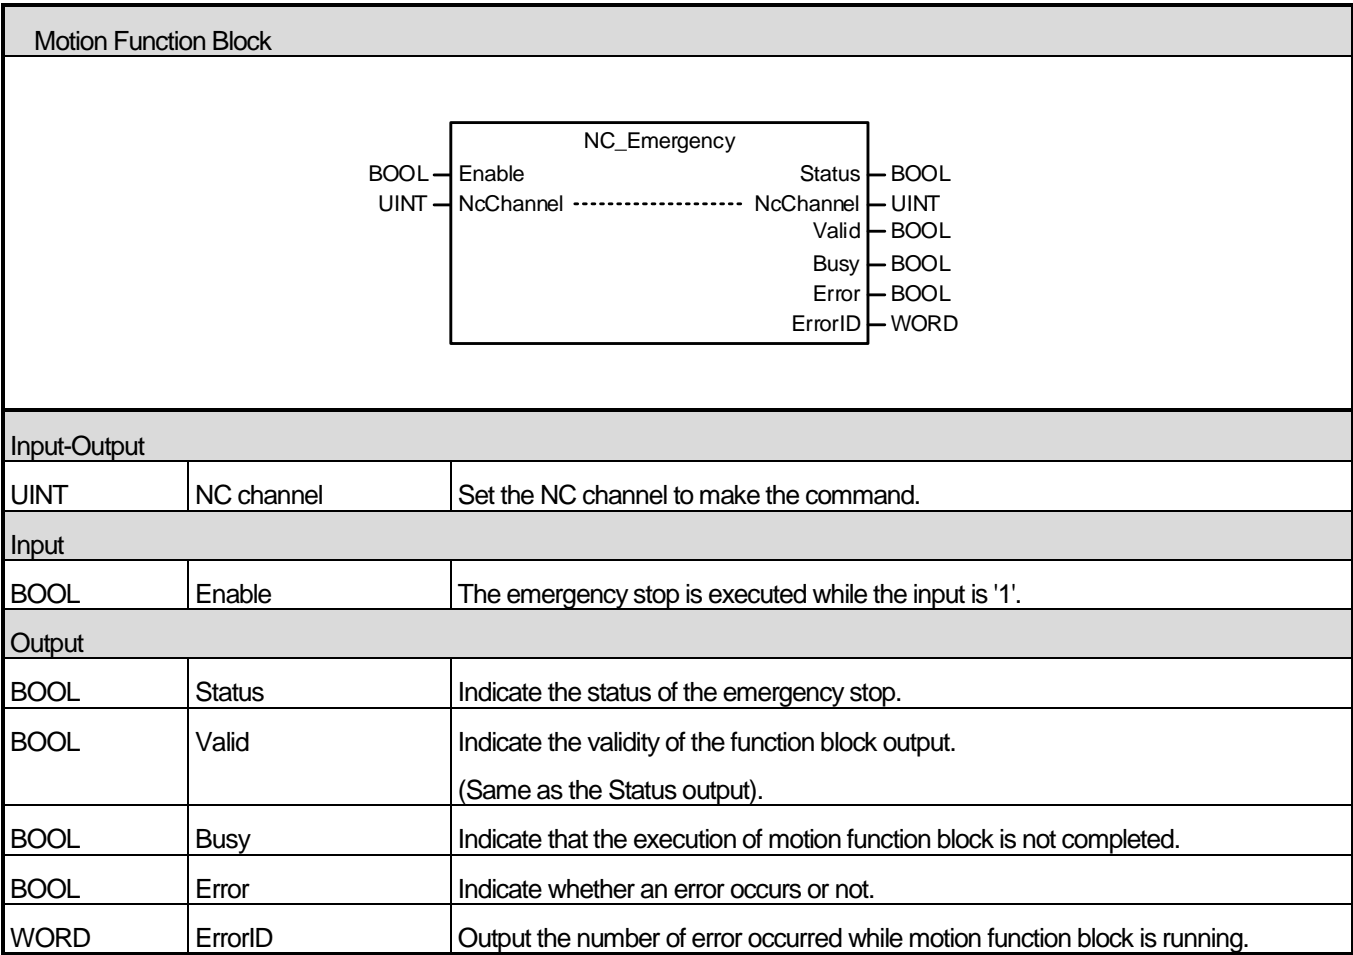 Motion Function Block
NC_Emergency
BOOL Enable Status BOOL
UINT NcChannel NcChannel UINT
Valid BOOL
Busy BOOL
Error BOOL
ErrorID WORD
Input-Output
UINT NC channel Set the NC channel to make the command.
Input
BOOL Enable The emergency stop is executed while the input is '1'.
Output
BOOL Status Indicate the status of the emergency stop.
BOOL Valid Indicate the validity of the function block output.
(Same as the Status output).
BOOL Busy Indicate that the execution of motion function block is not completed.
BOOL Error Indicate whether an error occurs or not.
WORD ErrorID Output the number of error occurred while motion function block is running.